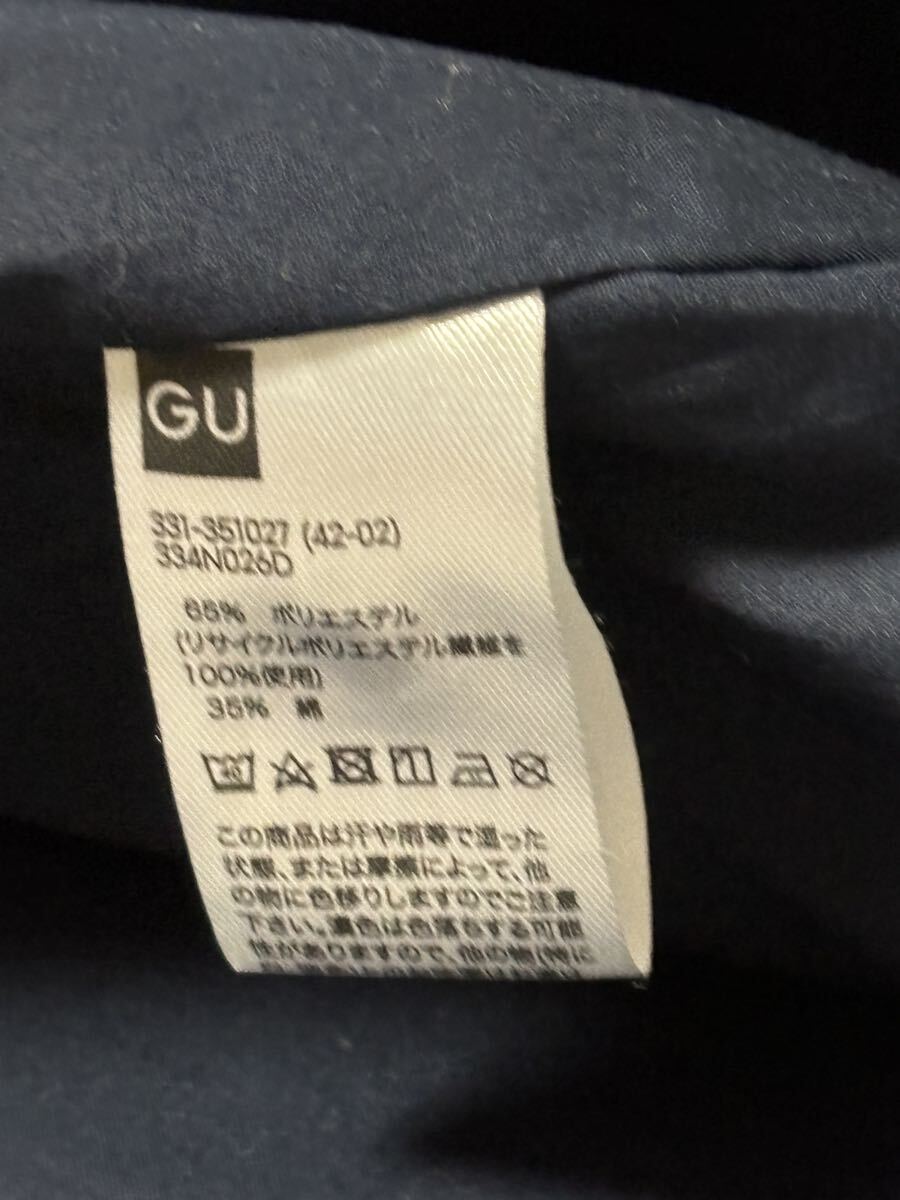 GU
331-351027 (42-02)
334N026D
65% ポリエステル
(リサイクルポリエステル繊維を
100%使用)
35% 綿
この商品は汗や雨等で湿った
状態、または摩擦によって、他
の物に色移りしますのでご注意
下さい。濃色は色落ちする可能
性がありますので、他の物(特に